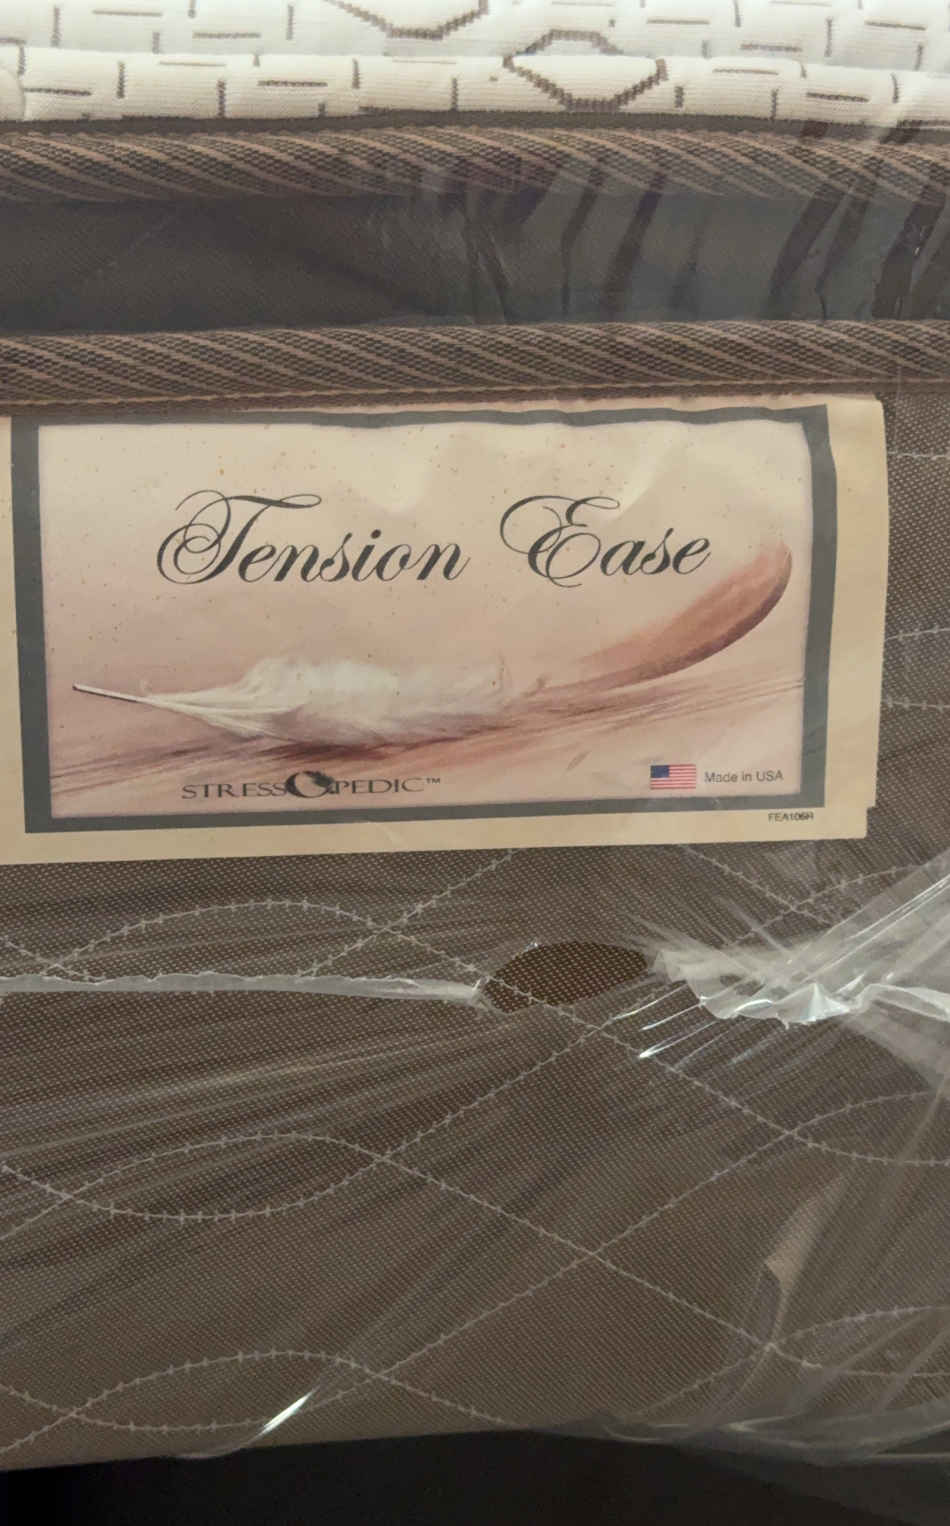 Tension Ease
STRESSOPEDIC™
Made in USA
FEA106R